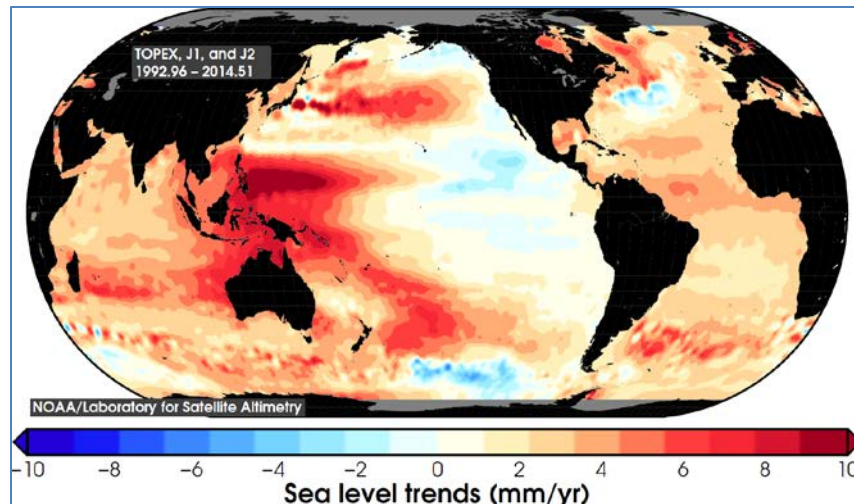 TOPEX, J1, and J2
1992.96 – 2014.51
NOAA/Laboratory for Satellite Altimetry
−10 −8 −6 −4 −2 0 2 4 6 8 10
Sea level trends (mm/yr)